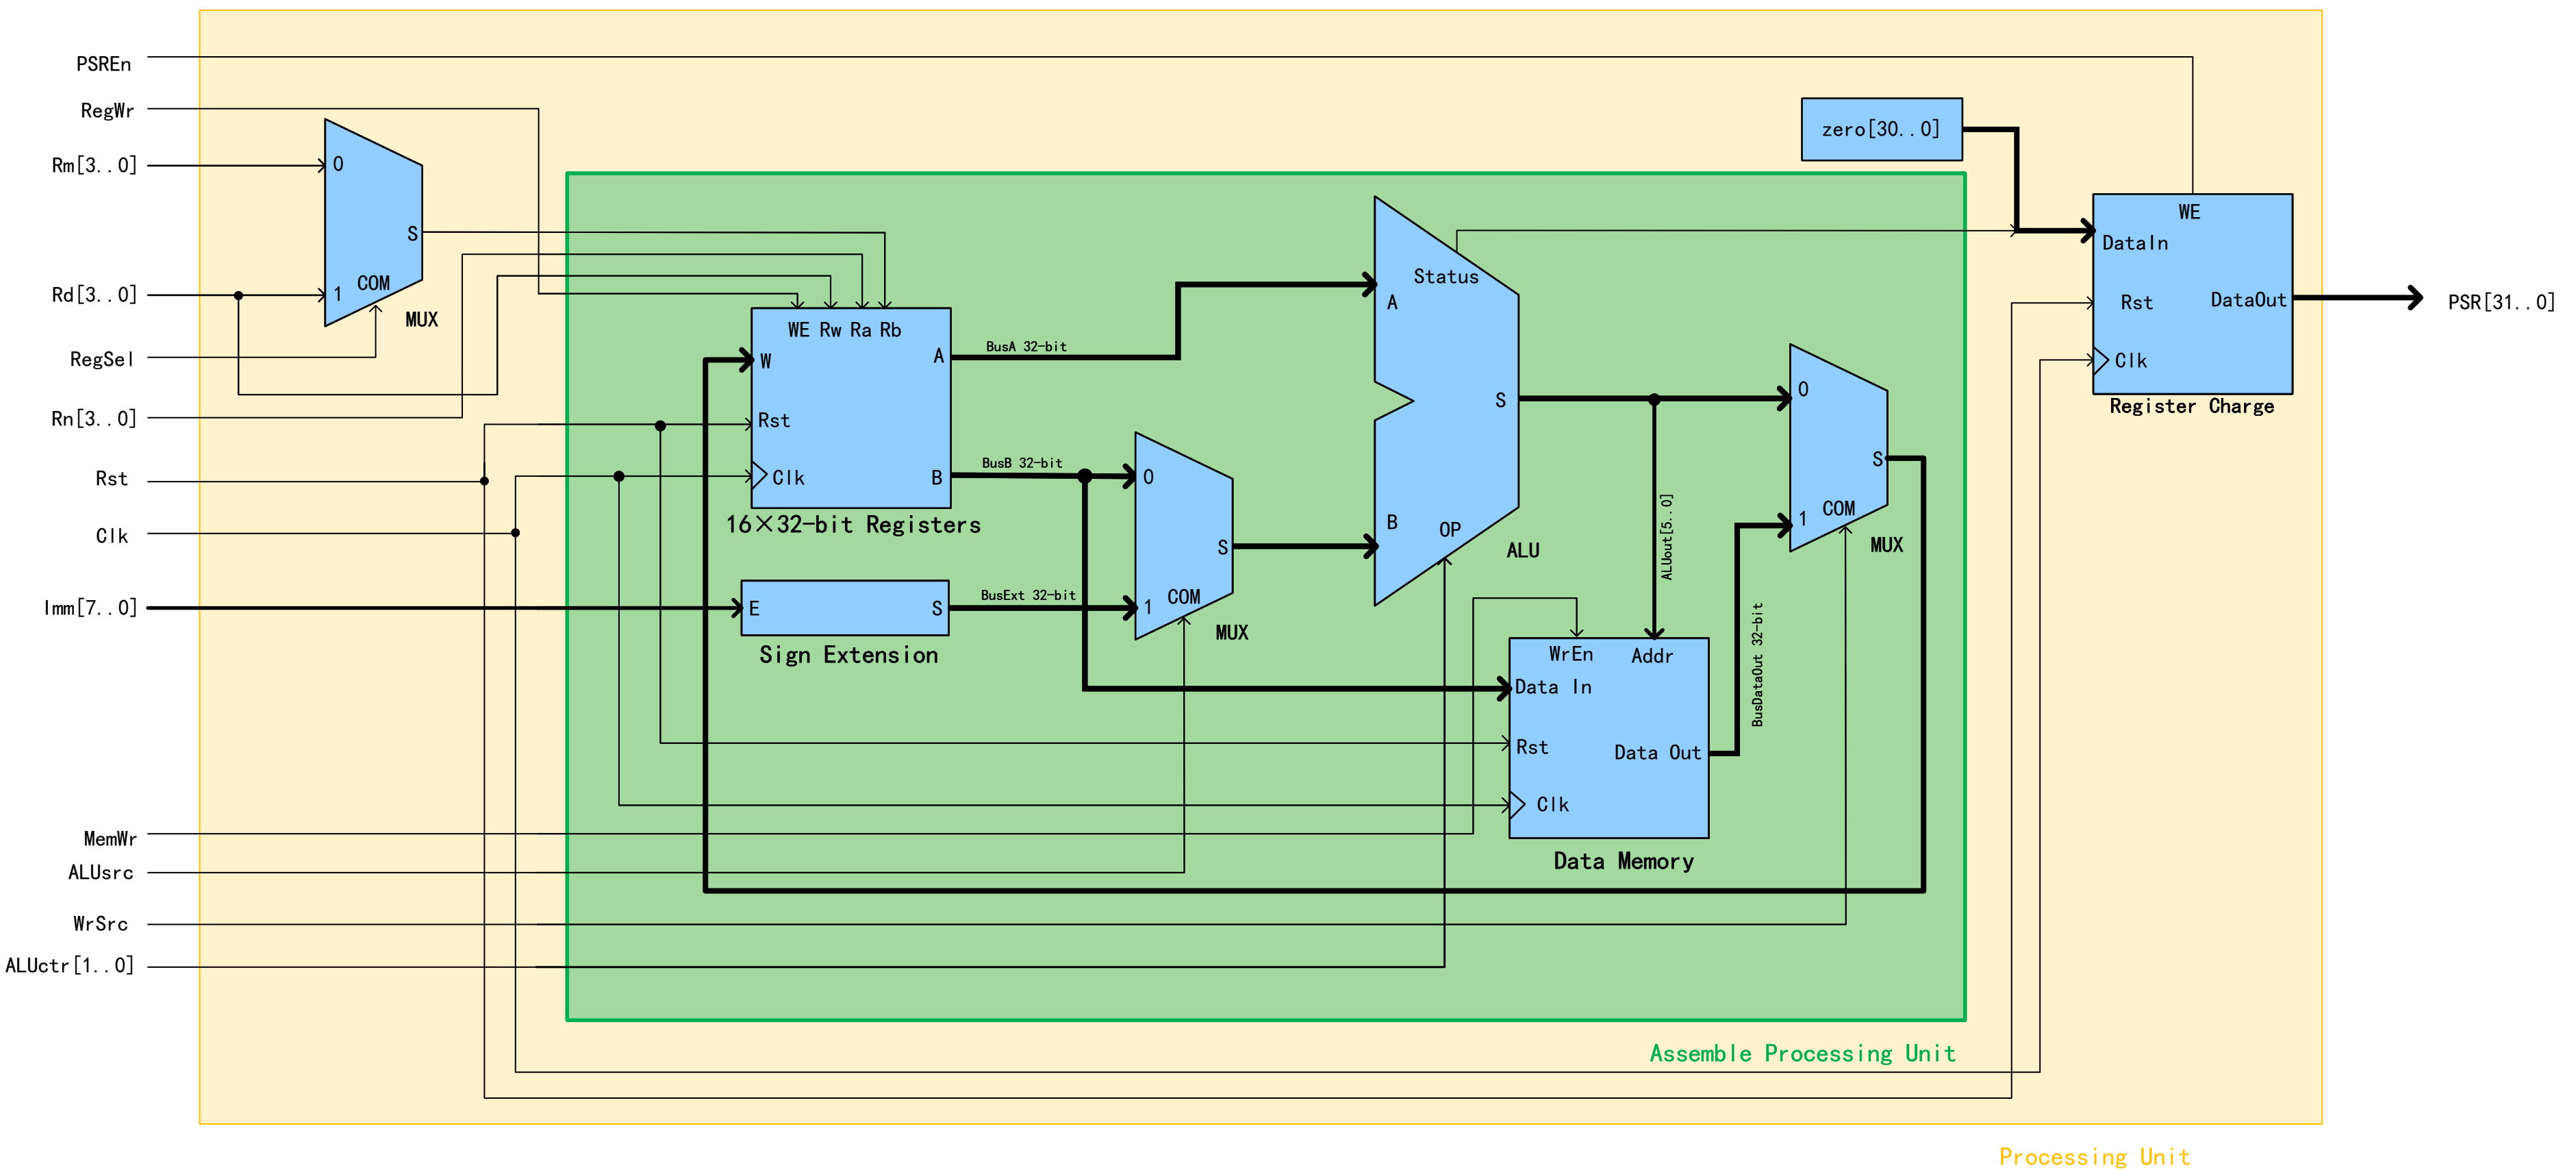 PSREn
RegWr
Rm[3..0]
Rd[3..0]
RegSel
Rn[3..0]
Rst
Clk
Imm[7..0]
MemWr
ALUsrc
WrSrc
ALUctr[1..0]
0
S
COM
1
MUX
WE Rw Ra Rb
W
A
Rst
B
Clk
16×32-bit Registers
BusA 32-bit
BusB 32-bit
E
S
Sign Extension
BusExt 32-bit
0
S
COM
1
MUX
Status
A
S
B
OP
ALU
ALUout[5..0]
WrEn
Addr
Data In
Rst
Data Out
Clk
Data Memory
BusDataOut 32-bit
0
S
COM
1
MUX
zero[30..0]
WE
DataIn
Rst
DataOut
Clk
Register Charge
PSR[31..0]
Assemble Processing Unit
Processing Unit